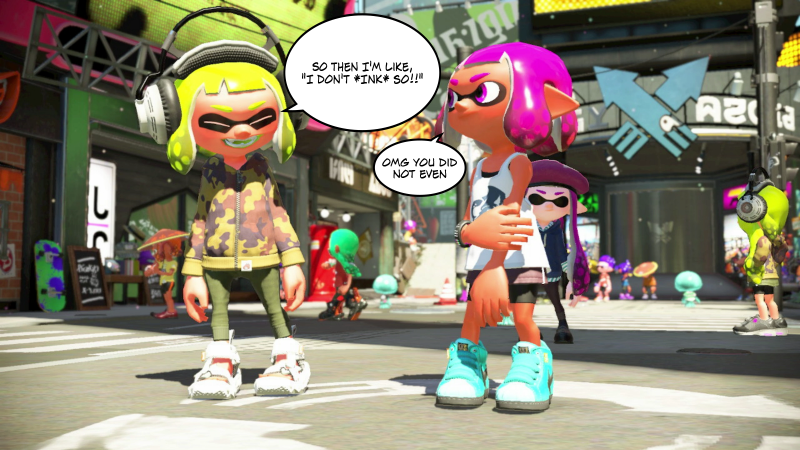 SO THEN I'M LIKE,
"I DON'T *INK* SO!!"
OMG YOU DID
NOT EVEN